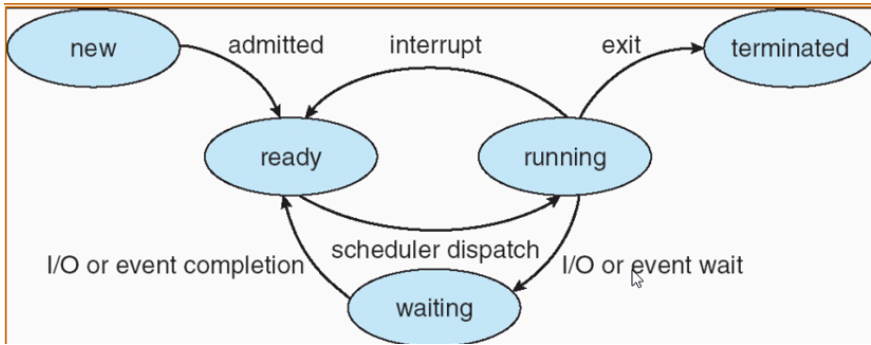 new
admitted
interrupt
exit
terminated
ready
running
I/O or event completion
scheduler dispatch
I/O or event wait
waiting